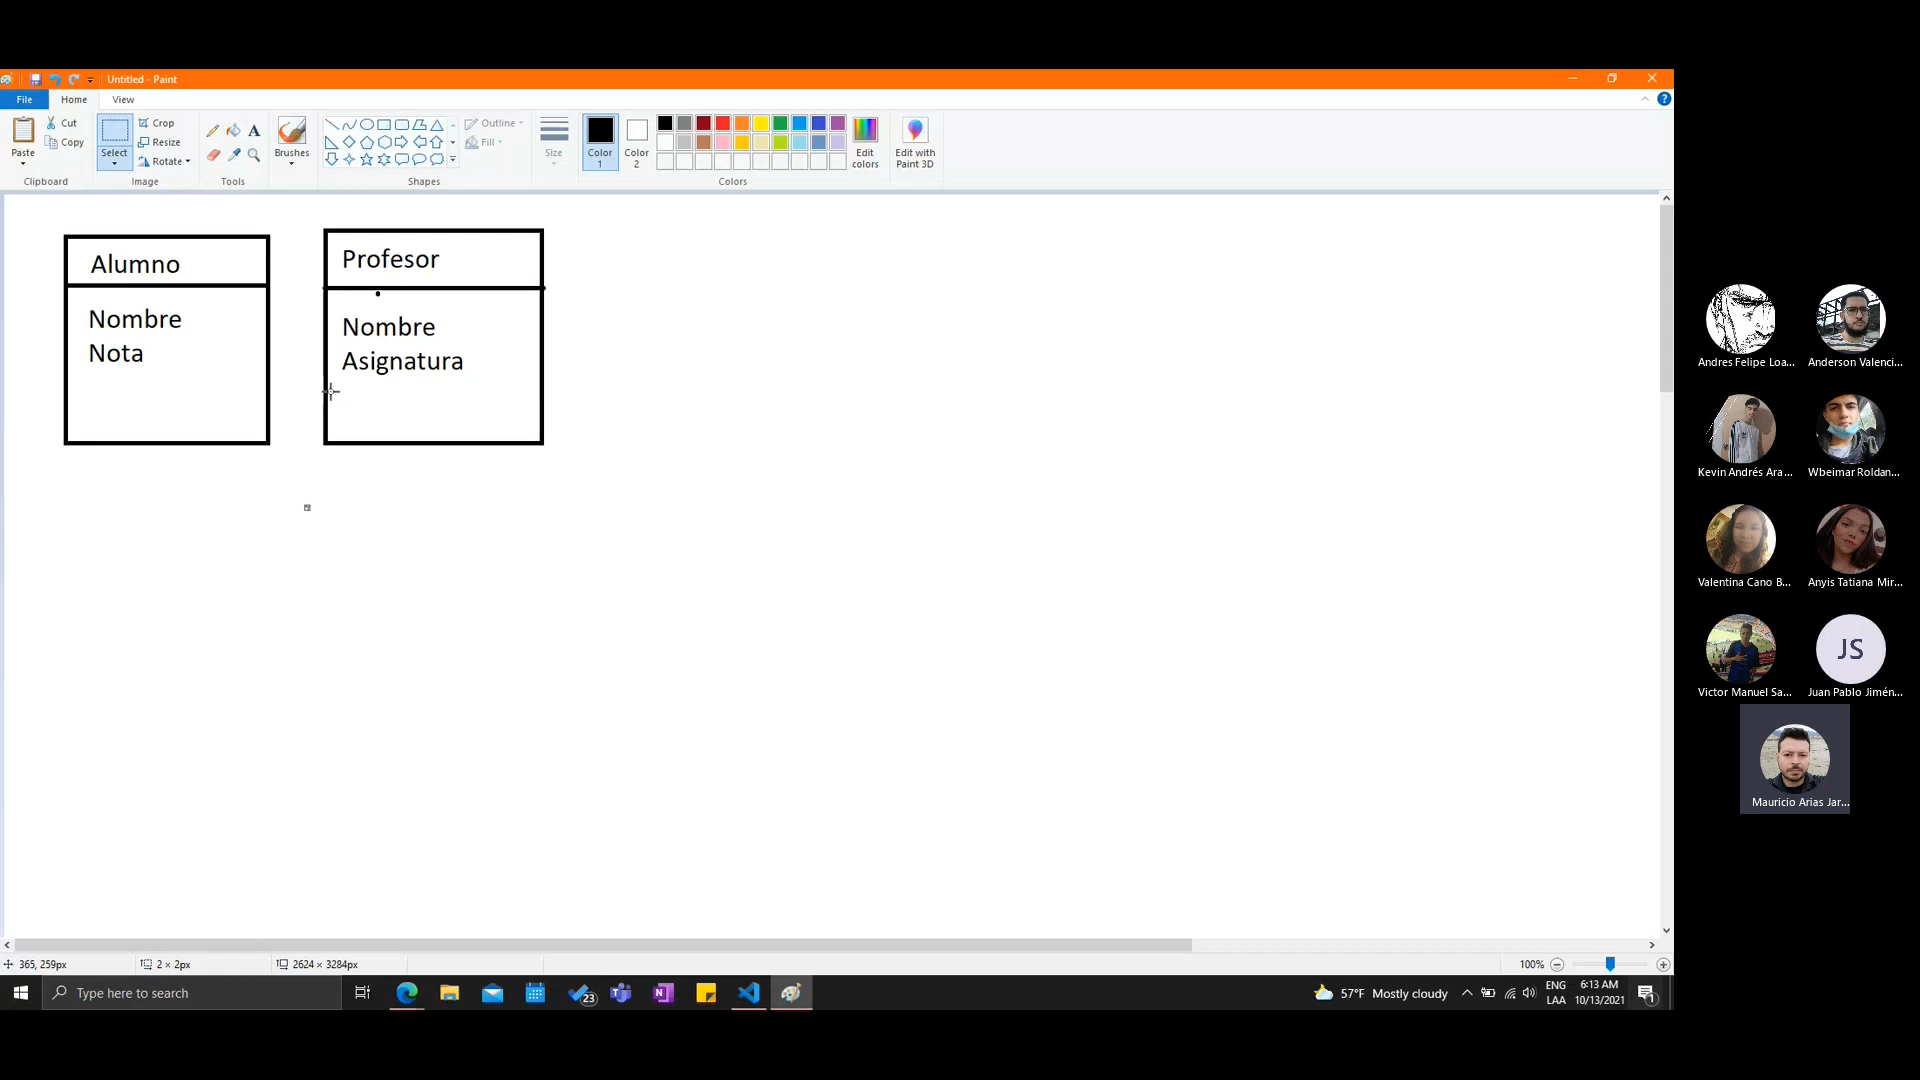 Untitled - Paint
File Home View
Paste
Cut
Copy
Clipboard
Select
Crop
Resize
Rotate
Image
A
Tools
Brushes
Shapes
Outline
Fill
Size
Color 1
Color 2
Colors
Edit colors
Edit with Paint 3D
Alumno
Nombre
Nota
Profesor
Nombre
Asignatura
Andres Felipe Loa...
Anderson Valenci...
Kevin Andrés Ara...
Wbeimar Roldan...
Valentina Cano B...
Anyis Tatiana Mir...
Victor Manuel Sa...
JS
Juan Pablo Jimén...
Mauricio Arias Jar...
365, 259px
2 × 2px
2624 × 3284px
100%
Type here to search
23
57°F Mostly cloudy
ENG
LAA
6:13 AM
10/13/2021
1